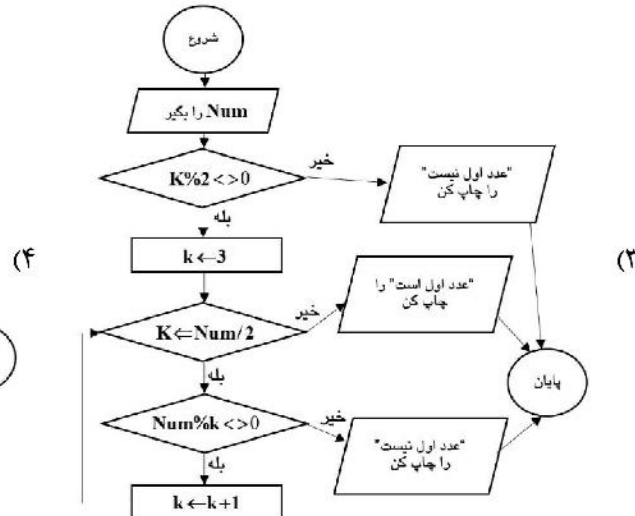 شروع
Num را بگیر
K%2<>0
خیر
"عدد اول نیست"
را چاپ کن
بله
k←3
(۴
(۳
K⇐Num/2
خیر
"عدد اول است" را
چاپ کن
بله
پایان
Num%k<>0
خیر
"عدد اول نیست"
را چاپ کن
بله
k←k+1